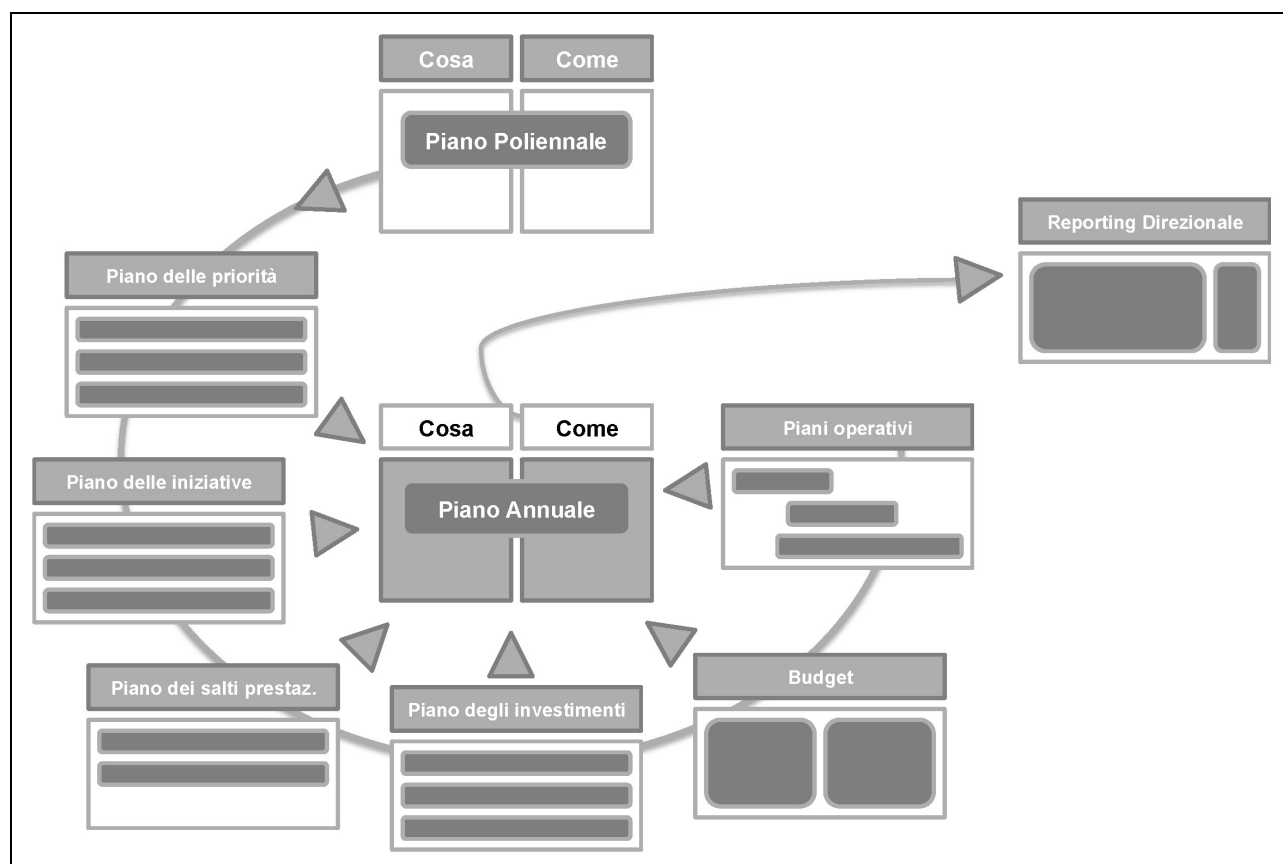 Cosa
Come
Piano Poliennale
Reporting Direzionale
Piano delle priorità
Cosa
Come
Piani operativi
Piano delle iniziative
Piano Annuale
Piano dei salti prestaz.
Piano degli investimenti
Budget